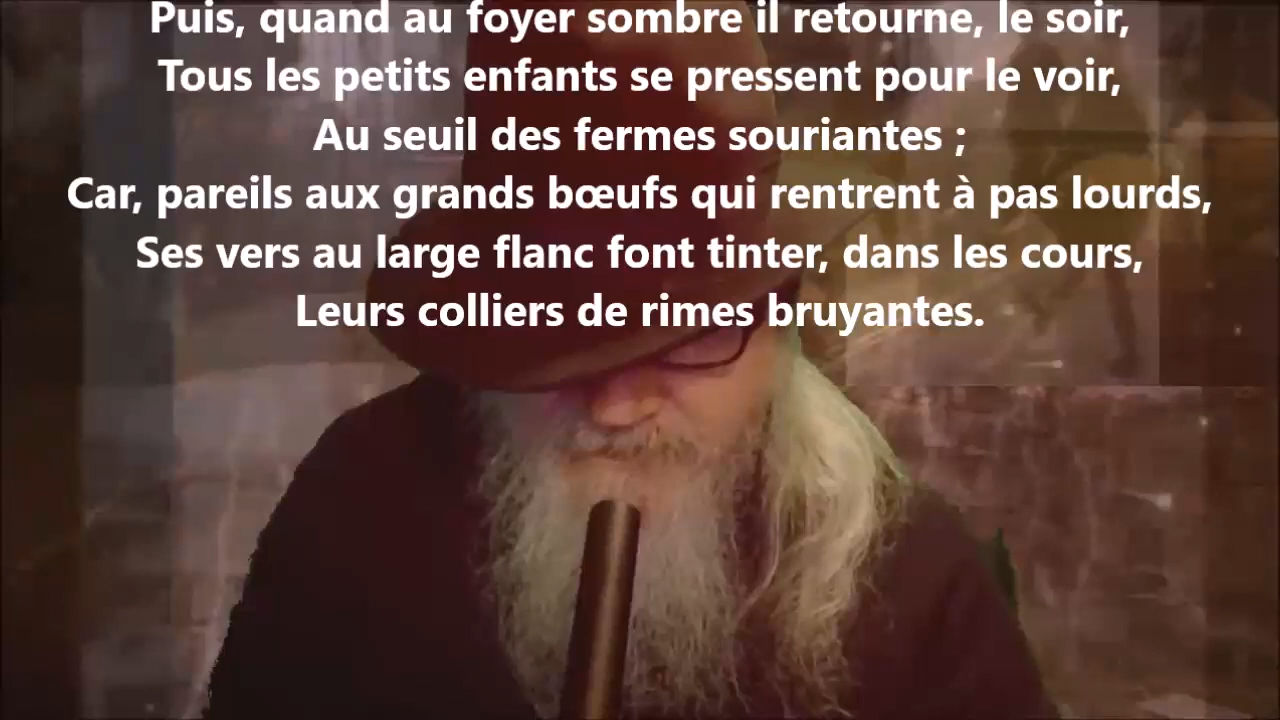 Puis, quand au foyer sombre il retourne, le soir,
Tous les petits enfants se pressent pour le voir,
Au seuil des fermes souriantes ;
Car, pareils aux grands bœufs qui rentrent à pas lourds,
Ses vers au large flanc font tinter, dans les cours,
Leurs colliers de rimes bruyantes.